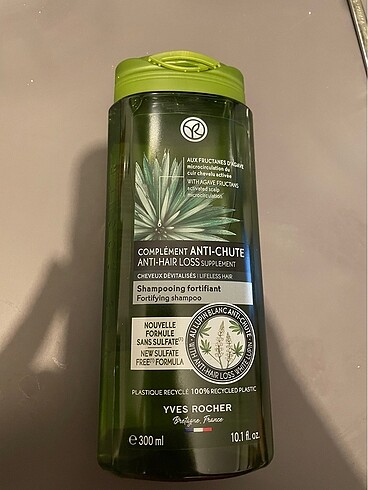 YR
AUX FRUCTANES D'AGAVE
microcirculation du
cuir chevelu activée
WITH AGAVE FRUCTANS
activated scalp
microcirculation
COMPLÉMENT ANTI-CHUTE
ANTI-HAIR LOSS SUPPLEMENT
CHEVEUX DÉVITALISÉS | LIFELESS HAIR
Shampooing fortifiant
Fortifying shampoo
NOUVELLE
FORMULE
SANS SULFATE
NEW SULFATE
FREE FORMULA
AU LUPIN BLANC ANTI-CHUTE
WITH ANTI-HAIR LOSS WHITE LUPIN
PLASTIQUE RECYCLÉ 100% RECYCLED PLASTIC
YVES ROCHER
Bretagne, France
℮ 300 ml 10.1 fl. oz.